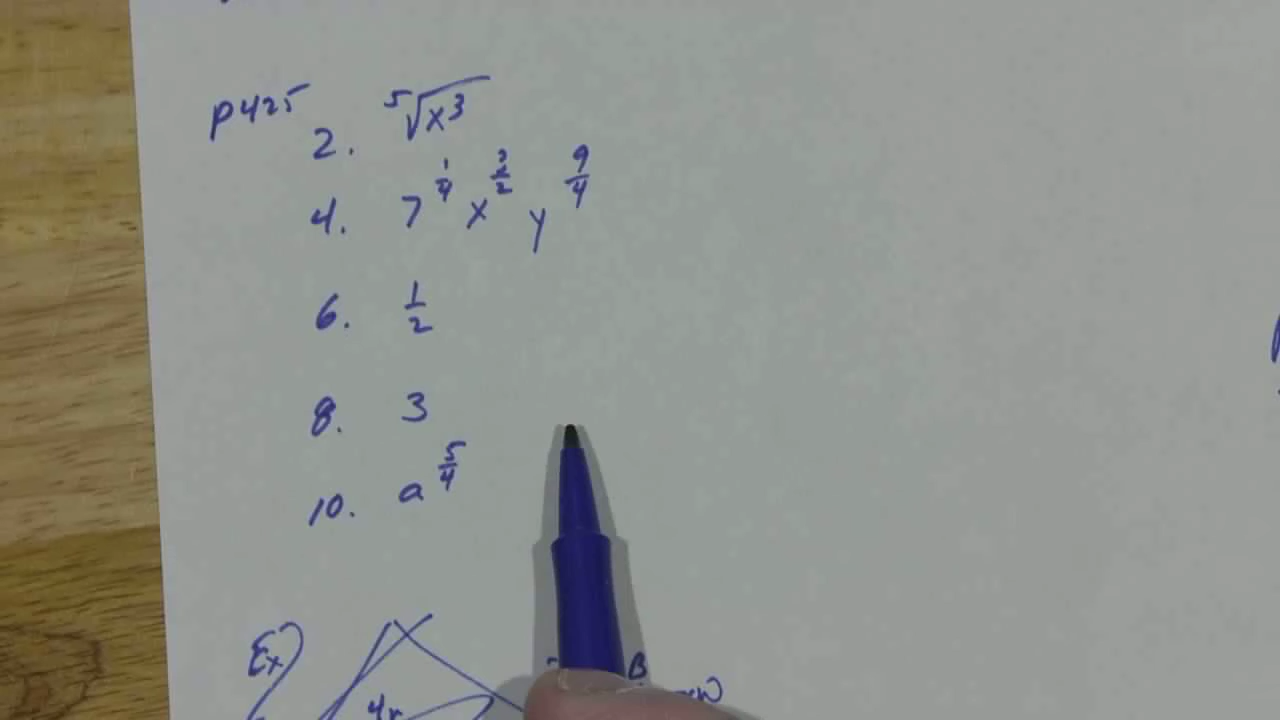 p425
2. ⁵√x³
4. 7^(1/4) x^(3/2) y^(9/4)
6. 1/2
8. 3
10. a^(5/4)
Ex)
B